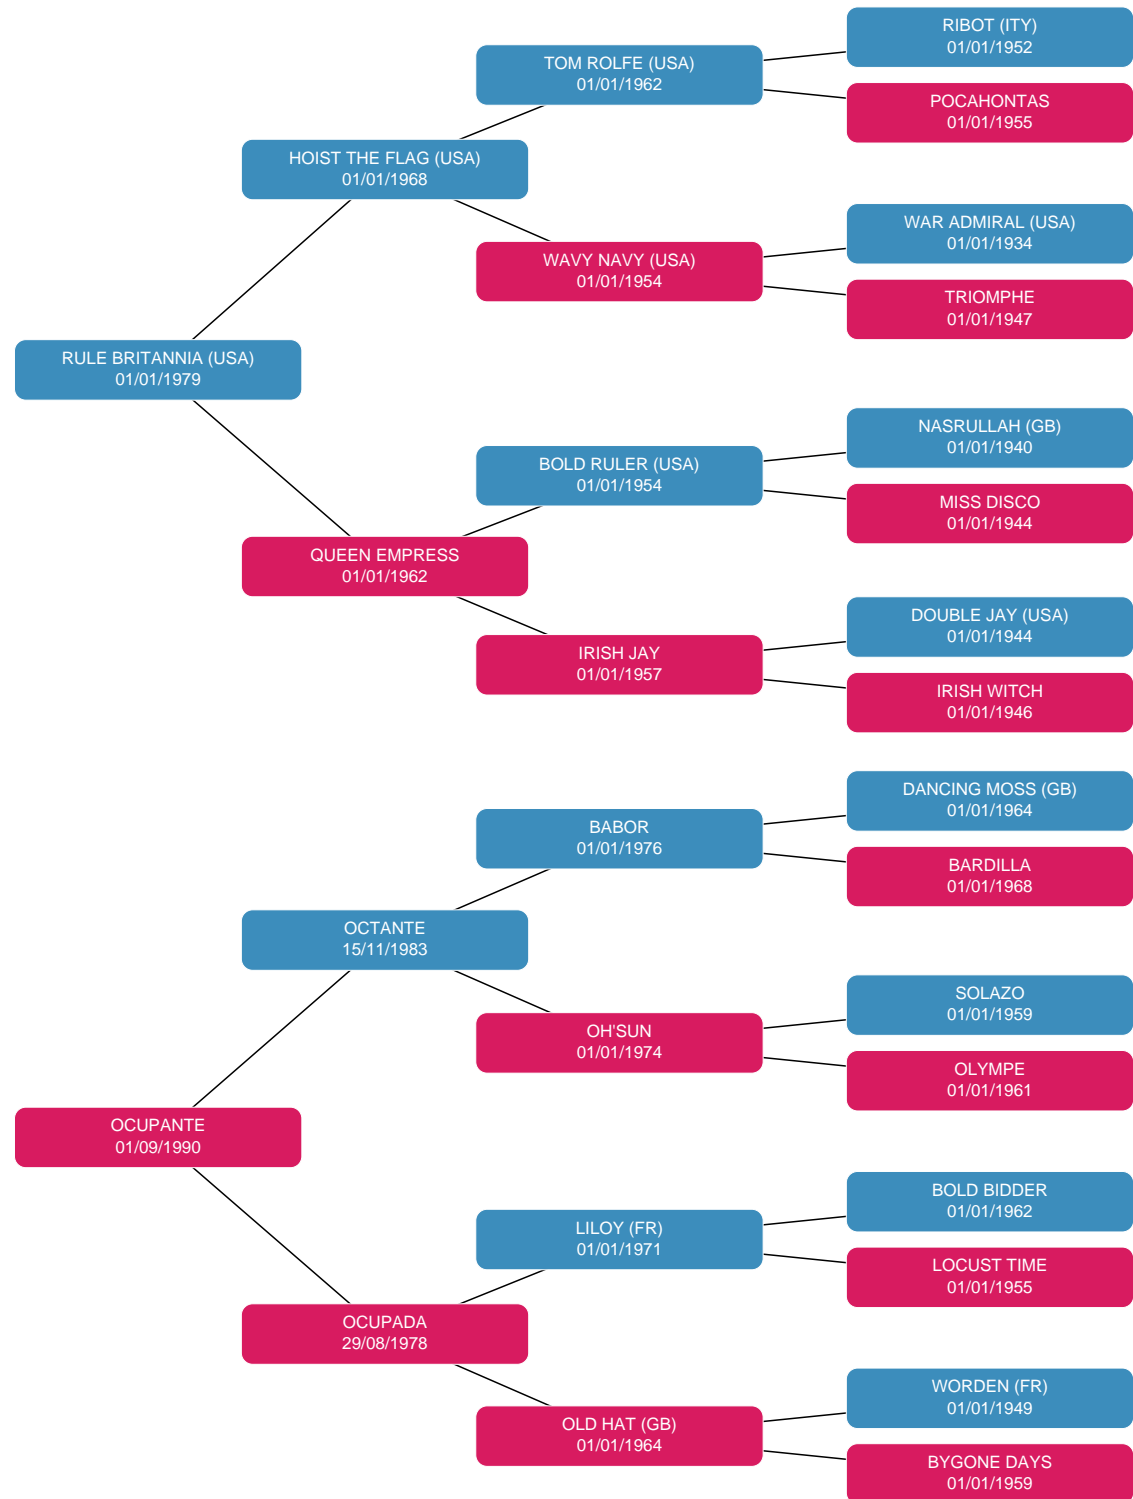 RIBOT (ITY)
01/01/1952
TOM ROLFE (USA)
01/01/1962
POCAHONTAS
01/01/1955
HOIST THE FLAG (USA)
01/01/1968
WAR ADMIRAL (USA)
01/01/1934
WAVY NAVY (USA)
01/01/1954
TRIOMPHE
01/01/1947
RULE BRITANNIA (USA)
01/01/1979
NASRULLAH (GB)
01/01/1940
BOLD RULER (USA)
01/01/1954
MISS DISCO
01/01/1944
QUEEN EMPRESS
01/01/1962
DOUBLE JAY (USA)
01/01/1944
IRISH JAY
01/01/1957
IRISH WITCH
01/01/1946
DANCING MOSS (GB)
01/01/1964
BABOR
01/01/1976
BARDILLA
01/01/1968
OCTANTE
15/11/1983
SOLAZO
01/01/1959
OH'SUN
01/01/1974
OLYMPE
01/01/1961
OCUPANTE
01/09/1990
BOLD BIDDER
01/01/1962
LILOY (FR)
01/01/1971
LOCUST TIME
01/01/1955
OCUPADA
29/08/1978
WORDEN (FR)
01/01/1949
OLD HAT (GB)
01/01/1964
BYGONE DAYS
01/01/1959